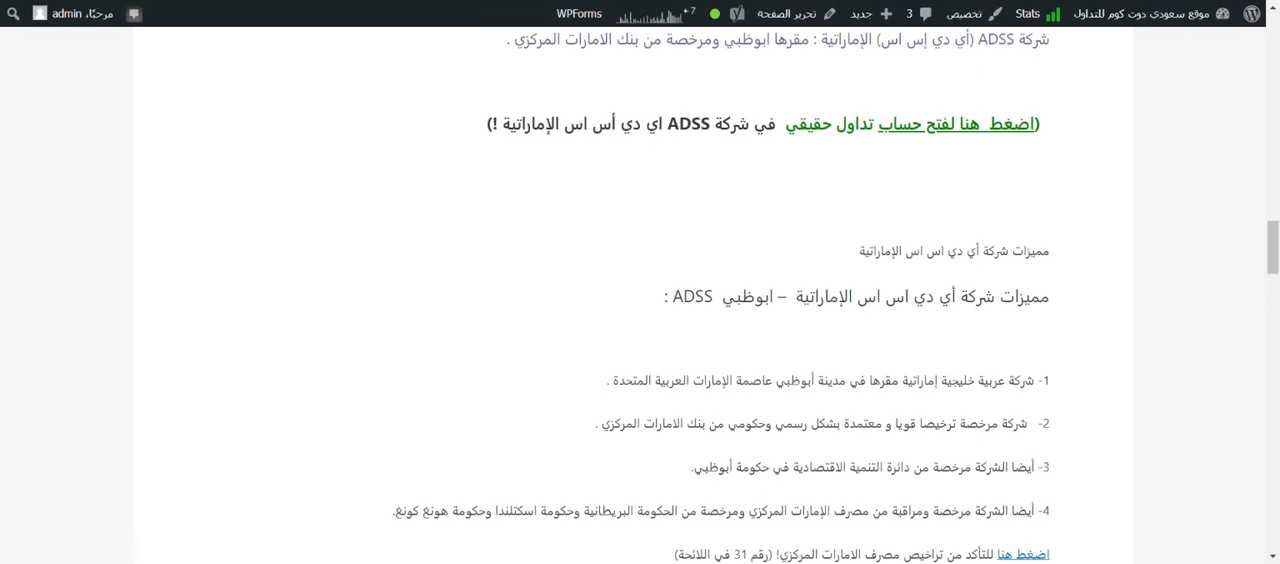 موقع سعودي دوت كوم للتداول Stats تخصيص 3 جديد تحرير الصفحة +7 WPForms مرحبًا، admin
شركة ADSS (أي دي إس اس) الإماراتية : مقرها ابوظبي ومرخصة من بنك الامارات المركزي .
(اضغط هنا لفتح حساب تداول حقيقي في شركة ADSS اي دي أس اس الإماراتية !)
مميزات شركة أي دي اس اس الإماراتية
مميزات شركة أي دي اس اس الإماراتية – ابوظبي ADSS :
1- شركة عربية خليجية إماراتية مقرها في مدينة أبوظبي عاصمة الإمارات العربية المتحدة .
2- شركة مرخصة ترخيصا قويا و معتمدة بشكل رسمي وحكومي من بنك الامارات المركزي .
3- أيضا الشركة مرخصة من دائرة التنمية الاقتصادية في حكومة أبوظبي.
4- أيضا الشركة مرخصة ومراقبة من مصرف الإمارات المركزي ومرخصة من الحكومة البريطانية وحكومة اسكتلندا وحكومة هونغ كونغ.
اضغط هنا للتأكد من تراخيص مصرف الامارات المركزي! (رقم 31 في اللائحة)